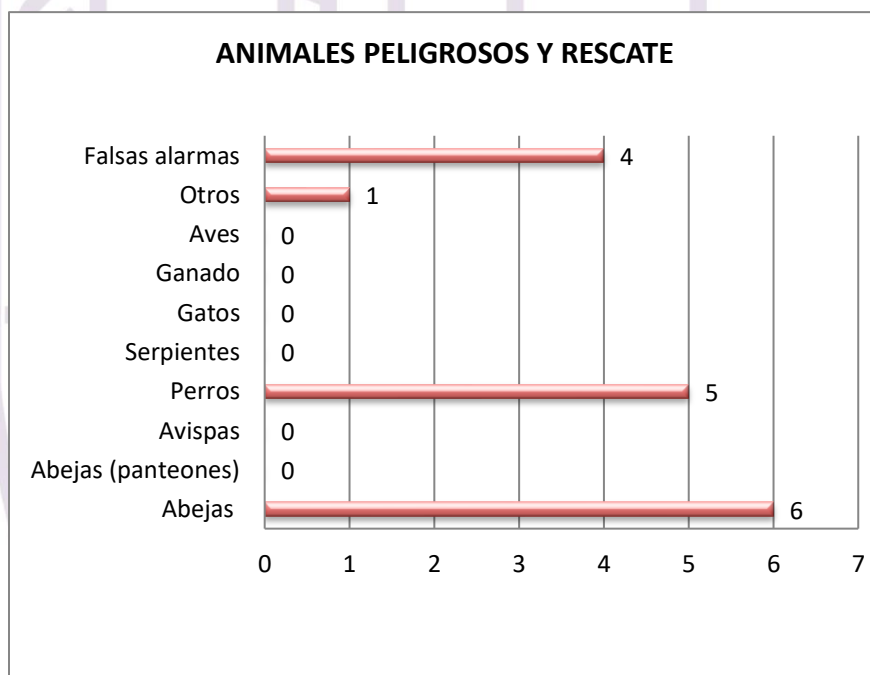 ANIMALES PELIGROSOS Y RESCATE
Falsas alarmas 4
Otros 1
Aves 0
Ganado 0
Gatos 0
Serpientes 0
Perros 5
Avispas 0
Abejas (panteones) 0
Abejas 6
0 1 2 3 4 5 6 7